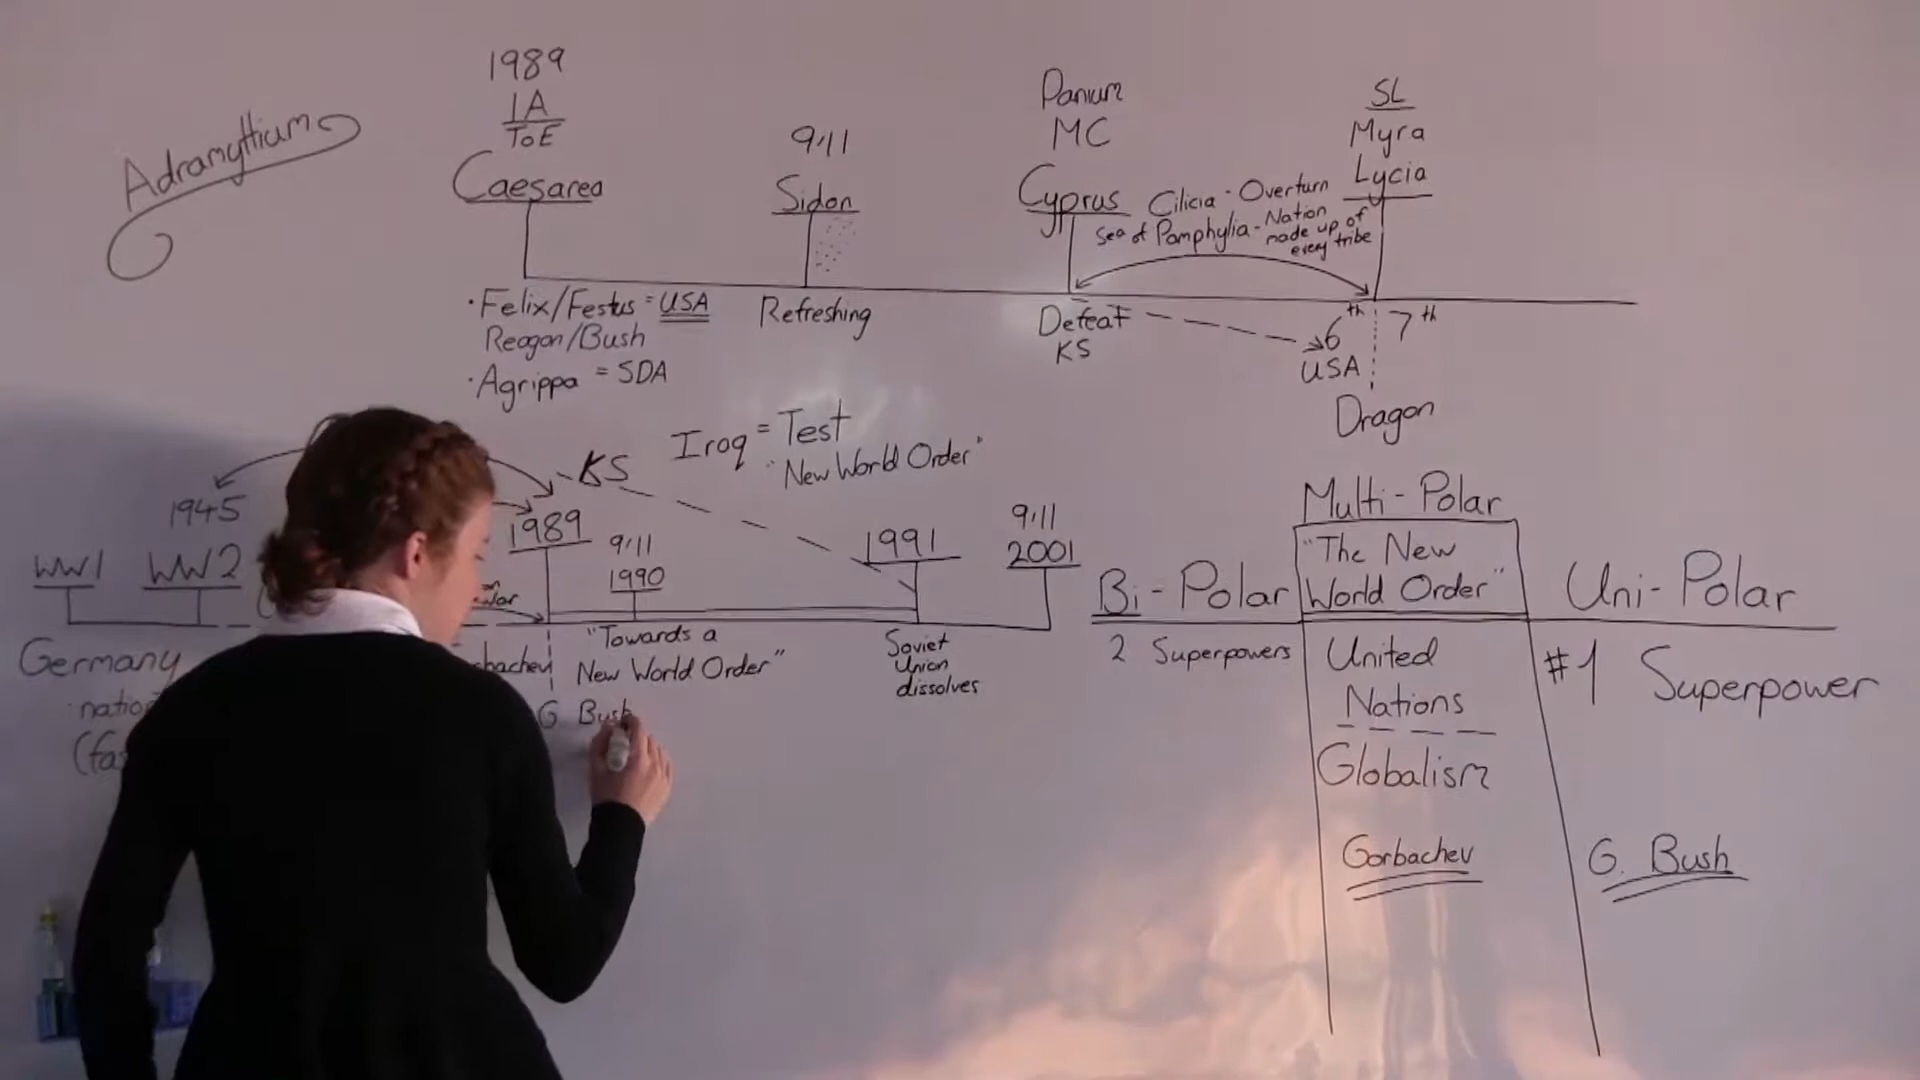 Adramyttium
1989
1A
ToE
Caesarea
9/11
Sidon
Panium
MC
Cyprus
Cilicia - Overturn
Sea of Pamphylia - Nation
made up of
every tribe
SL
Myra
Lycia
· Felix/Festus = USA
Reagan/Bush
· Agrippa = SDA
Refreshing
Defeat
KS
6th
USA
7th
Dragon
KS
Iraq = Test
"New World Order"
1945
WW1
WW2
1989
9/11
1990
1991
9/11
2001
Germany
"Towards a
New World Order"
G Bush
Soviet
Union
dissolves
Multi-Polar
Bi-Polar
"The New
World Order"
Uni-Polar
2 Superpowers
United
Nations
Globalism
Gorbachev
#1 Superpower
G. Bush